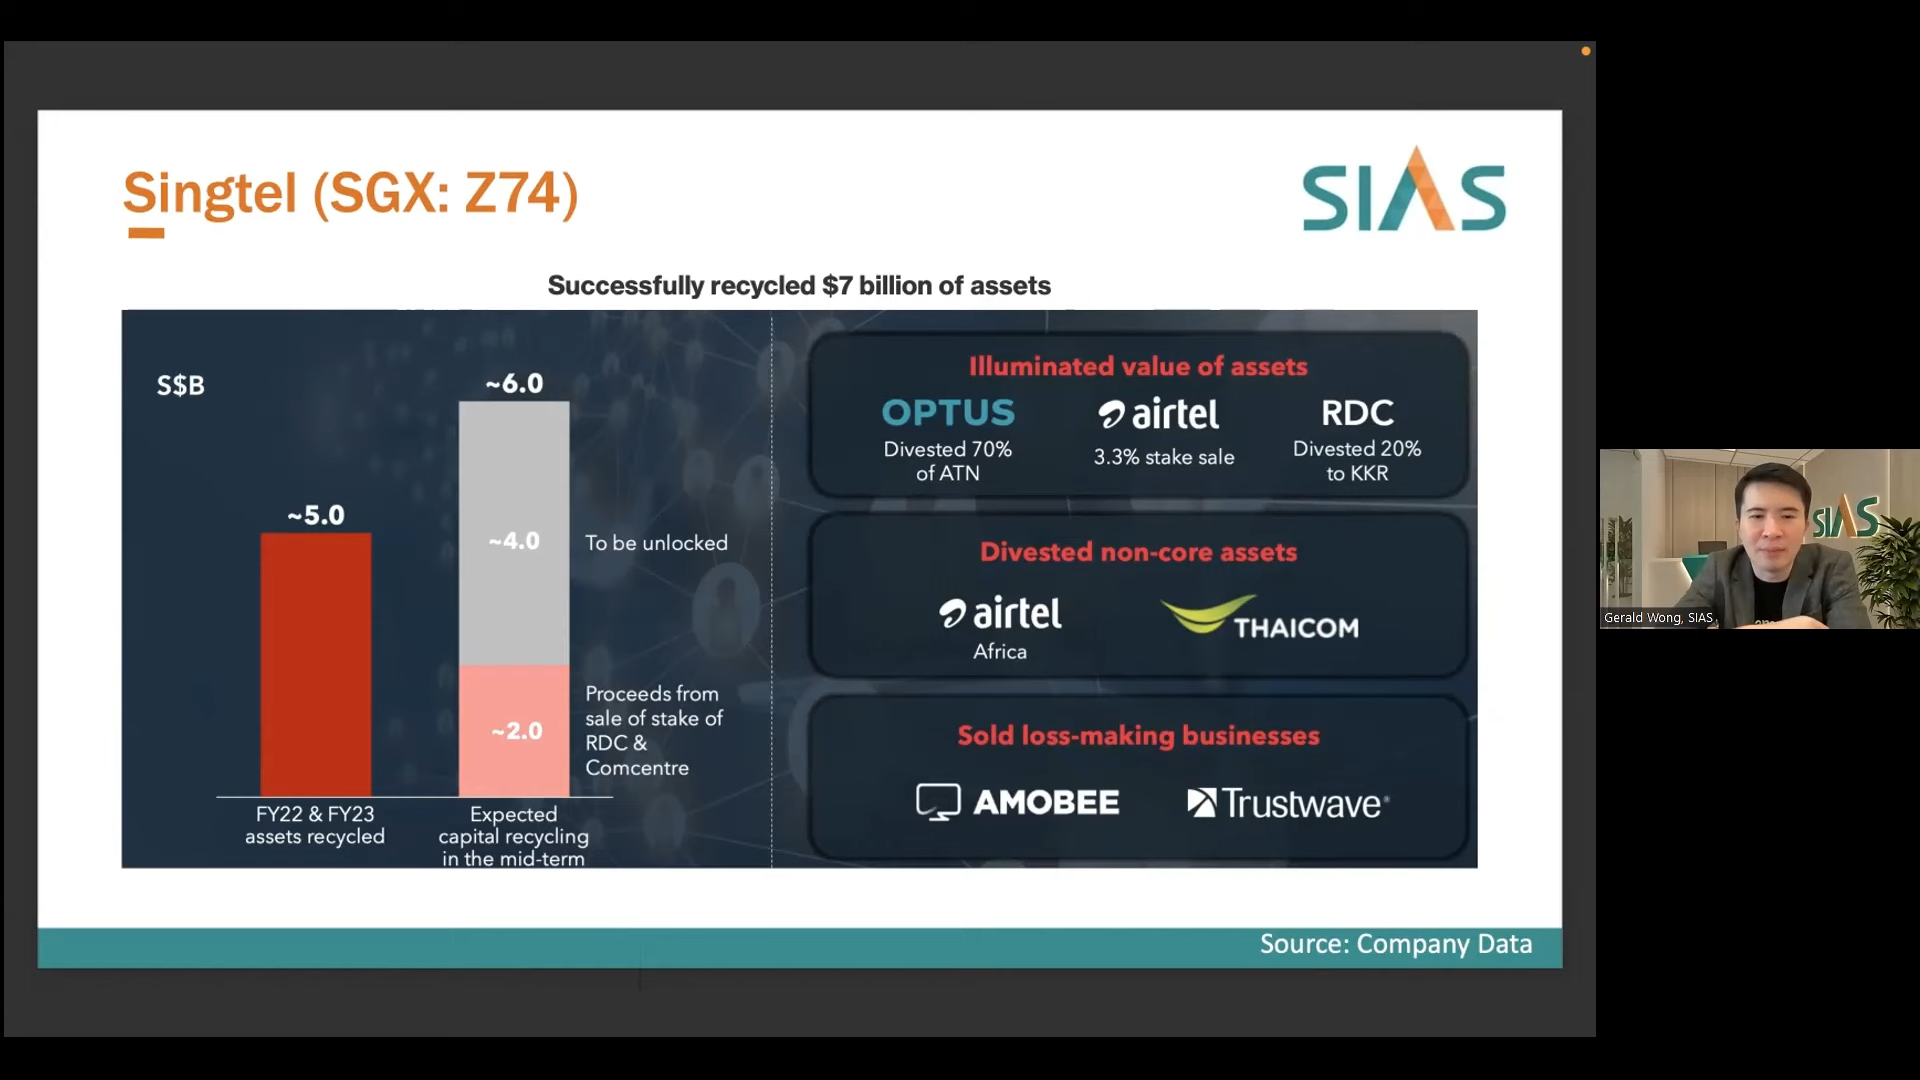 Singtel (SGX: Z74)
SIAS
Successfully recycled $7 billion of assets
S$B
~5.0
~6.0
~4.0
To be unlocked
~2.0
Proceeds from
sale of stake of
RDC &
Comcentre
FY22 & FY23
assets recycled
Expected
capital recycling
in the mid-term
Illuminated value of assets
OPTUS
Divested 70%
of ATN
airtel
3.3% stake sale
RDC
Divested 20%
to KKR
Divested non-core assets
airtel
Africa
THAICOM
Sold loss-making businesses
AMOBEE
Trustwave®
Source: Company Data
SIAS
Gerald Wong, SIAS